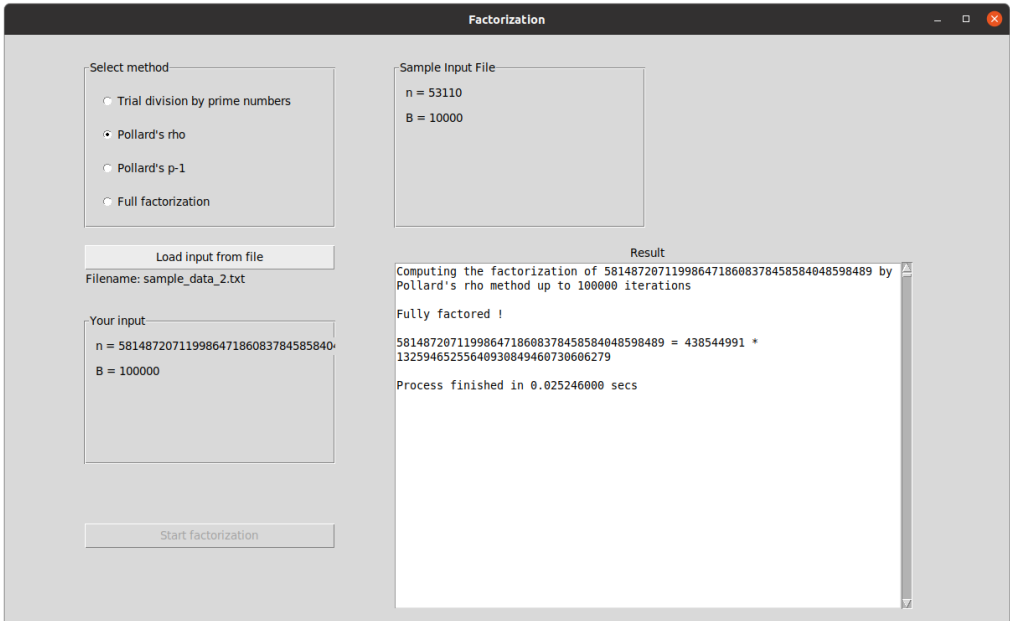 Factorization
Select method
Trial division by prime numbers
Pollard's rho
Pollard's p-1
Full factorization
Sample Input File
n = 53110
B = 10000
Load input from file
Filename: sample_data_2.txt
Your input
n = 581487207119986471860837845858404
B = 100000
Start factorization
Result
Computing the factorization of 5814872071199864718608378458584048598489 by
Pollard's rho method up to 100000 iterations
Fully factored !
5814872071199864718608378458584048598489 = 438544991 *
13259465255640930849460730606279
Process finished in 0.025246000 secs